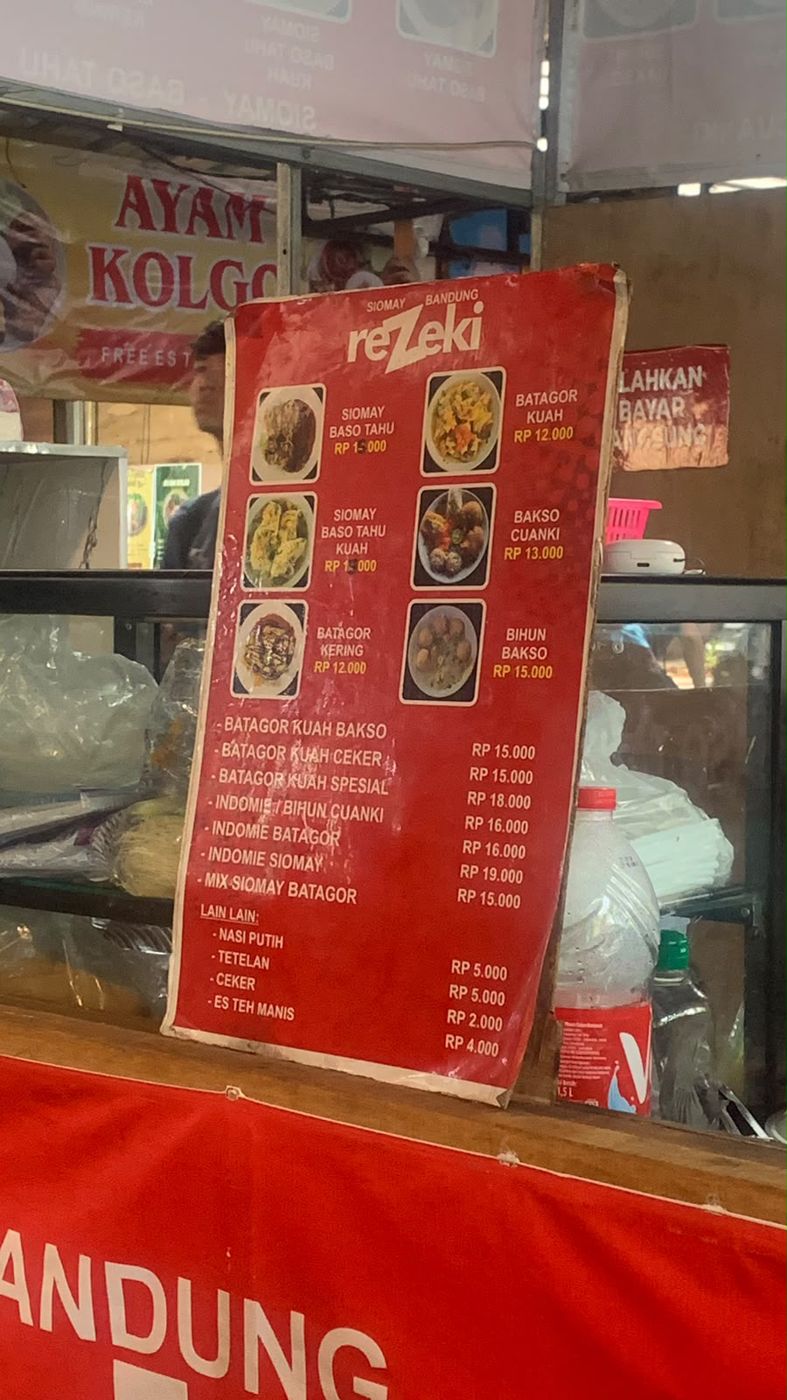 AYAM
KOLGO
FREE ES T
SIOMAY BANDUNG
reZeki
SIOMAY
BASO TAHU
BATAGOR
KUAH
RP 12.000
SIOMAY
BASO TAHU
KUAH
BAKSO
CUANKI
RP 13.000
BATAGOR
KERING
RP 12.000
BIHUN
BAKSO
RP 15.000
- BATAGOR KUAH BAKSO RP 15.000
- BATAGOR KUAH CEKER RP 15.000
- BATAGOR KUAH SPESIAL RP 18.000
- INDOMIE / BIHUN CUANKI RP 16.000
- INDOMIE BATAGOR RP 16.000
- INDOMIE SIOMAY RP 19.000
- MIX SIOMAY BATAGOR RP 15.000
LAIN LAIN:
- NASI PUTIH RP 5.000
- TETELAN RP 5.000
- CEKER RP 2.000
- ES TEH MANIS RP 4.000
LAHKAN
BAYAR
ANDUNG